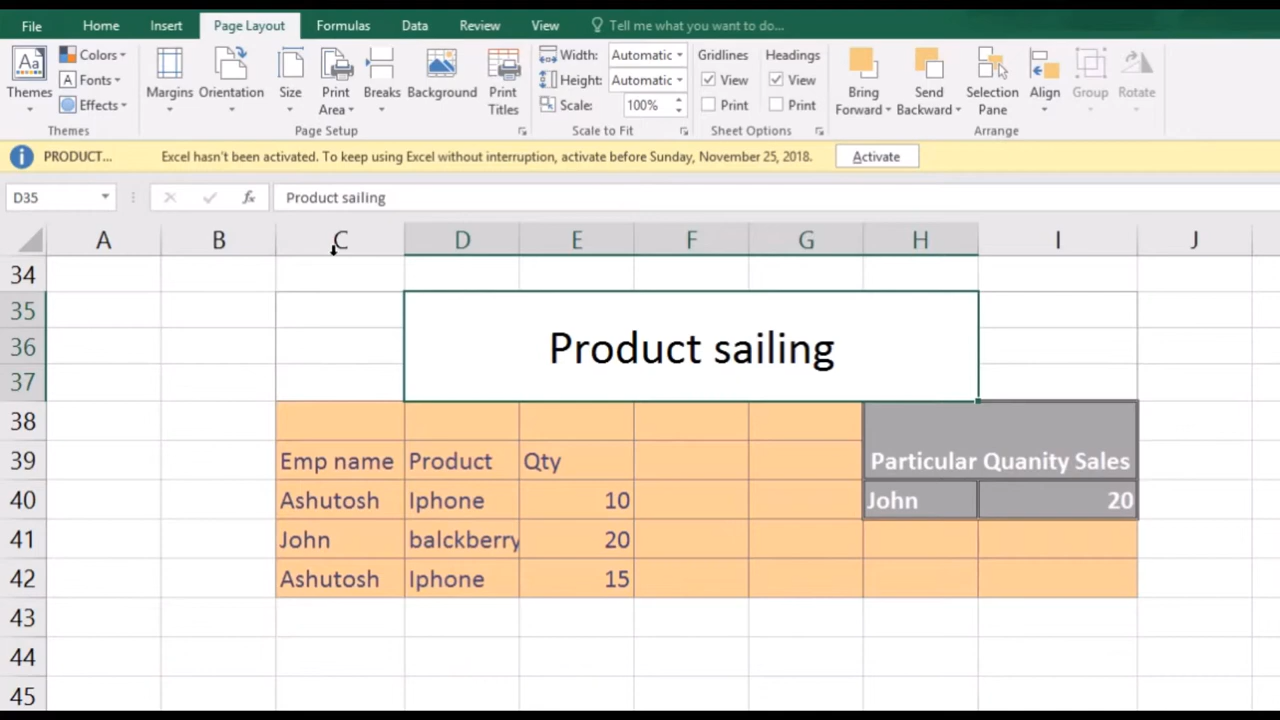 File Home Insert Page Layout Formulas Data Review View Tell me what you want to do...
Aa Themes Colors Fonts Effects Themes
Margins Orientation Size Print Area Breaks Background Print Titles Page Setup
Width: Automatic Height: Automatic Scale: 100% Scale to Fit
Gridlines View Print Headings View Print Sheet Options
Bring Forward Send Backward Selection Pane Align Group Rotate Arrange
PRODUCT... Excel hasn't been activated. To keep using Excel without interruption, activate before Sunday, November 25, 2018. Activate
D35 fx Product sailing
A B C D E F G H I J
34
35
36 Product sailing
37
38
39 Emp name Product Qty Particular Quanity Sales
40 Ashutosh Iphone 10 John 20
41 John balckberry 20
42 Ashutosh Iphone 15
43
44
45